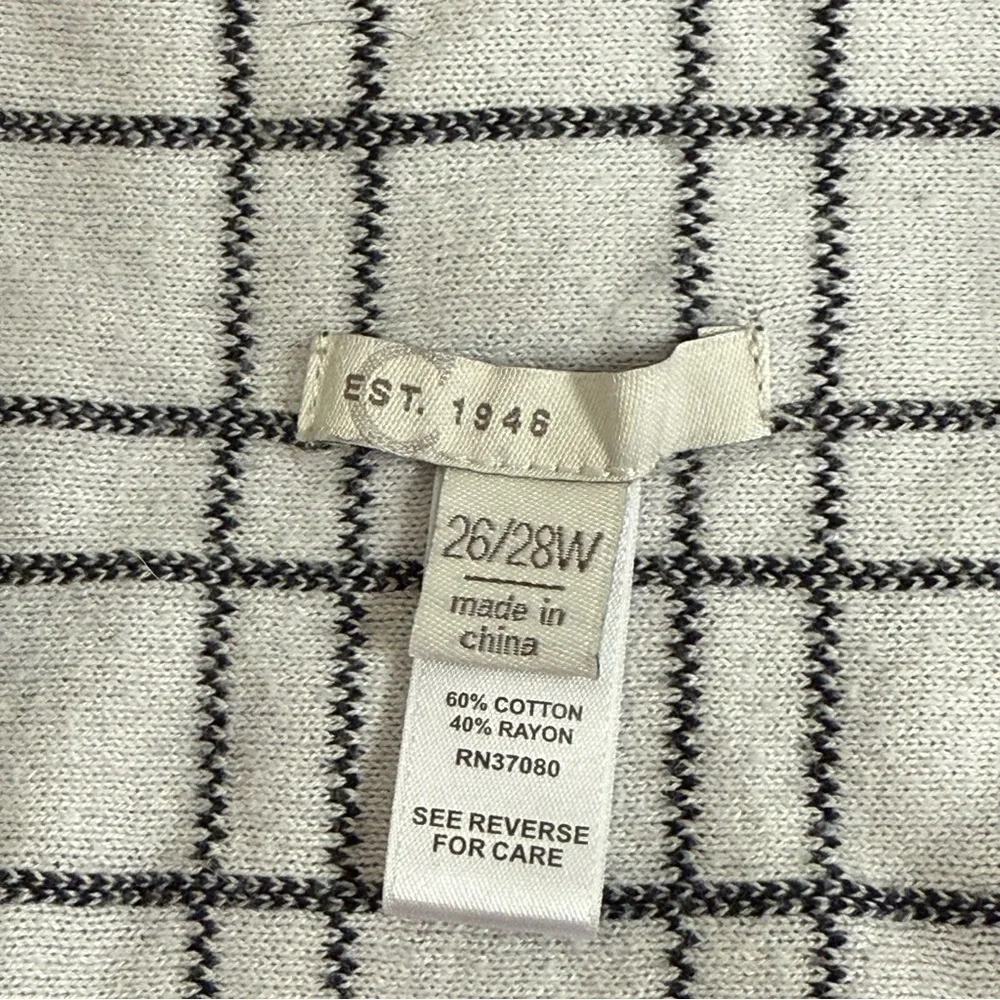 EST. 1946
26/28W
made in
china
60% COTTON
40% RAYON
RN37080
SEE REVERSE
FOR CARE